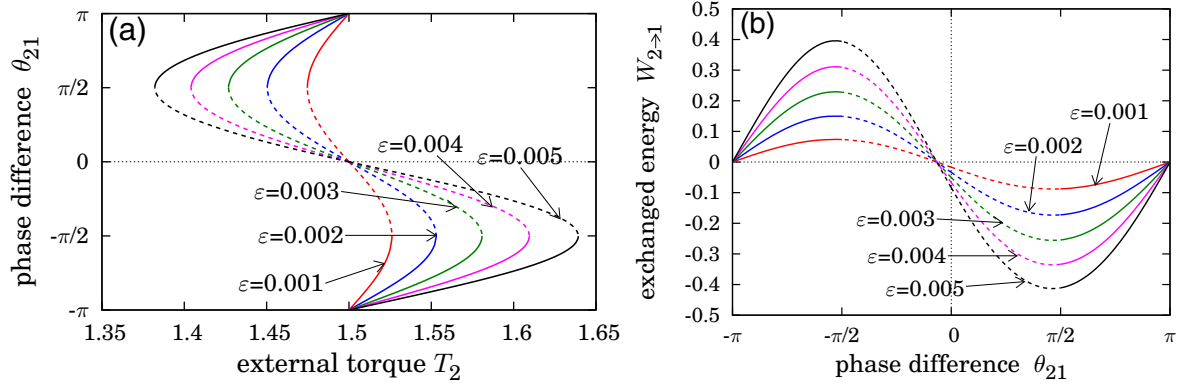 (a)
phase difference θ21
π
π/2
0
-π/2
-π
ε=0.004
ε=0.005
ε=0.003
ε=0.002
ε=0.001
1.35
1.4
1.45
1.5
1.55
1.6
1.65
external torque T2
(b)
exchanged energy W2→1
0.5
0.4
0.3
0.2
0.1
0
-0.1
-0.2
-0.3
-0.4
-0.5
ε=0.001
ε=0.002
ε=0.003
ε=0.004
ε=0.005
-π
-π/2
0
π/2
π
phase difference θ21